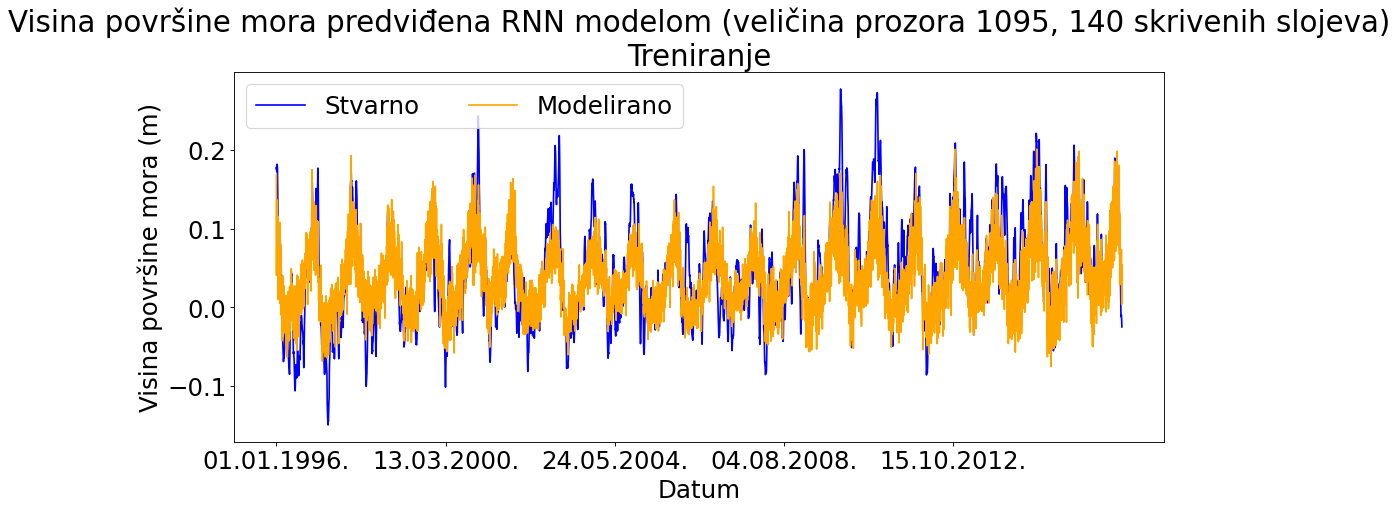 Visina površine mora predviđena RNN modelom (veličina prozora 1095, 140 skrivenih slojeva)
Treniranje
Stvarno Modelirano
Visina površine mora (m)
0.2
0.1
0.0
−0.1
01.01.1996. 13.03.2000. 24.05.2004. 04.08.2008. 15.10.2012.
Datum